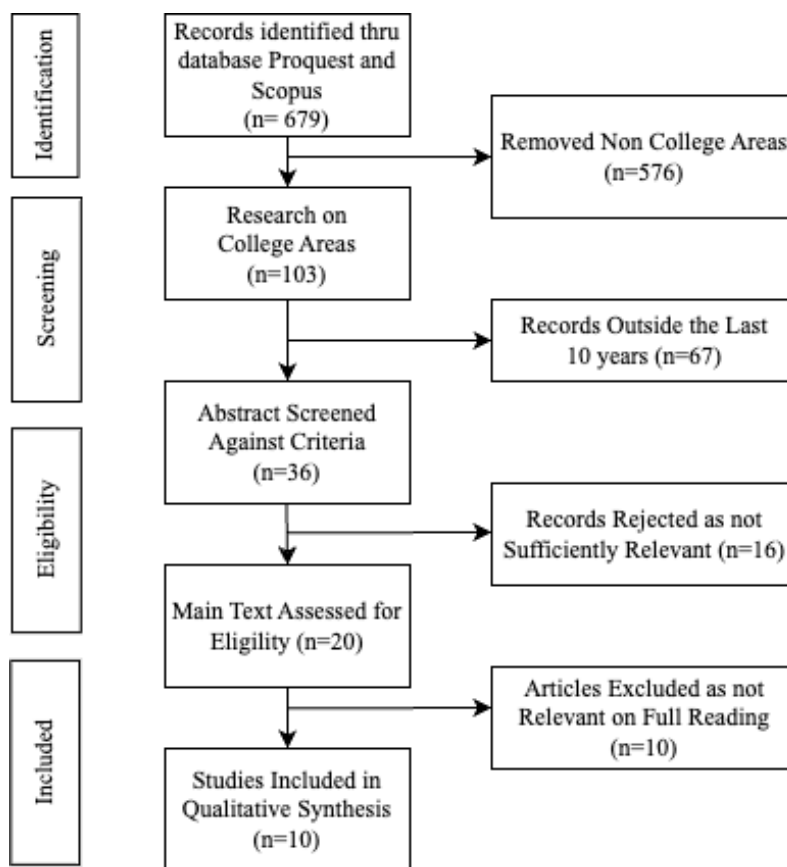 Identification
Records identified thru
database Proquest and
Scopus
(n= 679)
Removed Non College Areas
(n=576)
Screening
Research on
College Areas
(n=103)
Records Outside the Last
10 years (n=67)
Abstract Screened
Against Criteria
(n=36)
Eligibility
Records Rejected as not
Sufficiently Relevant (n=16)
Main Text Assessed for
Eligility (n=20)
Included
Articles Excluded as not
Relevant on Full Reading
(n=10)
Studies Included in
Qualitative Synthesis
(n=10)